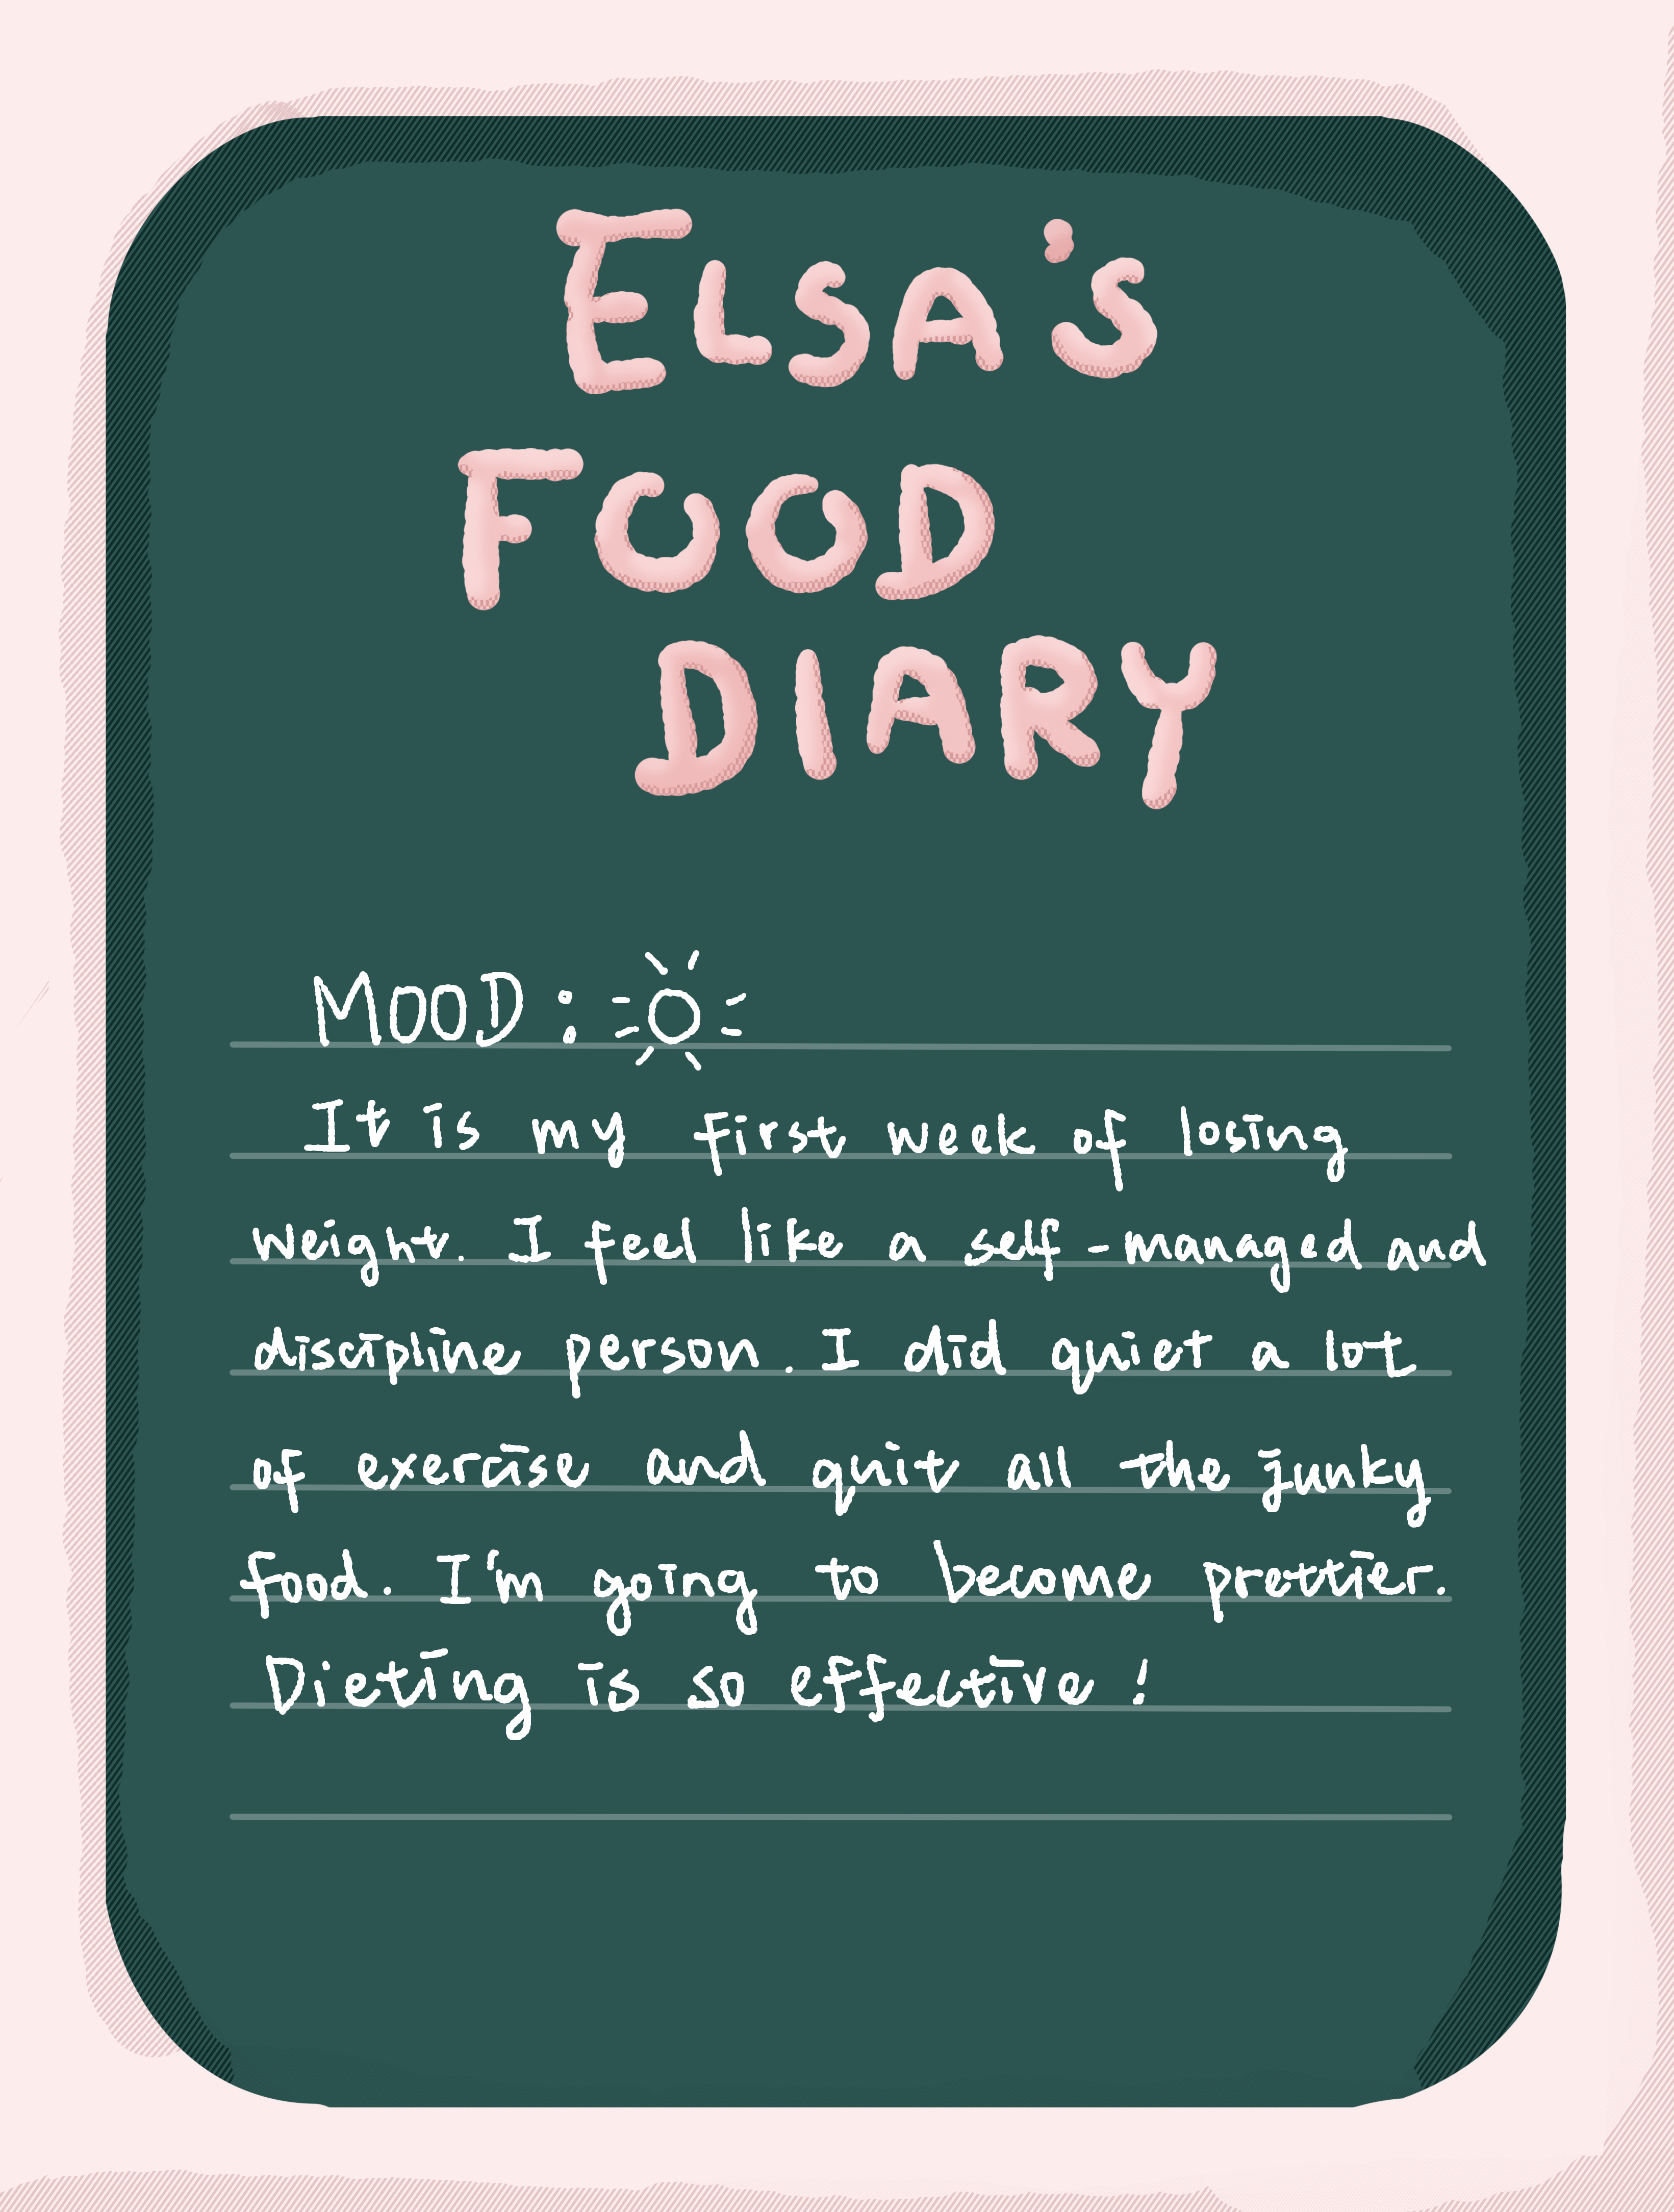 ELSA'S
FOOD
DIARY
MOOD:
It is my first week of losing
weight. I feel like a self-managed and
discipline person. I did quiet a lot
of exercise and quit all the junky
food. I'm going to become prettier.
Dieting is so effective!